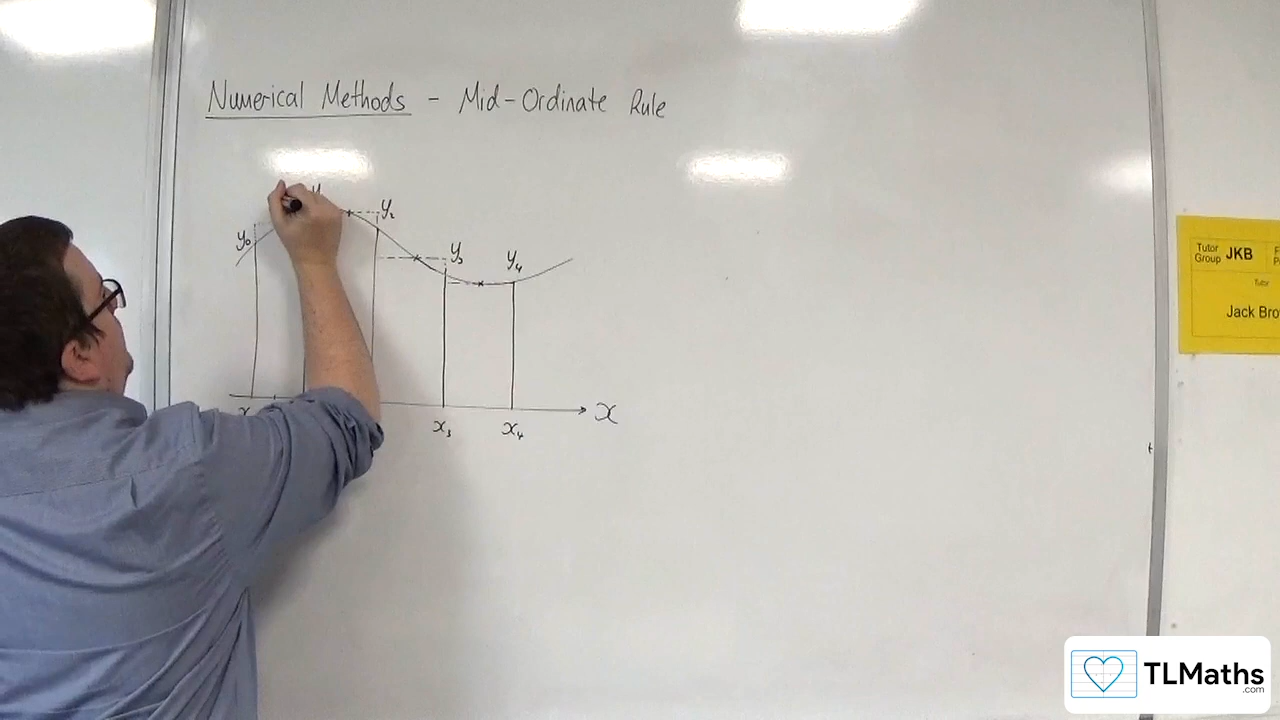 Numerical Methods - Mid-Ordinate Rule
y₂
y₀ y₃ y₄
Tutor Group JKB
Tutor
Jack Bro
x
x₃ x₄
TLMaths
.com